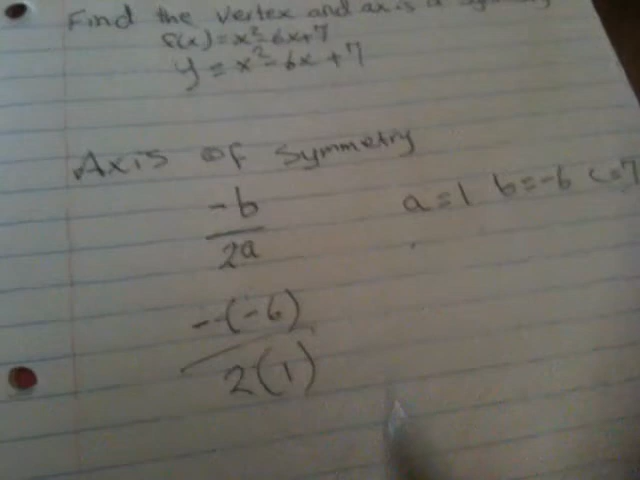 Find the vertex and axis
f(x)=x²-6x+7
y=x²-6x+7
Axis of Symmetry
-b
2a
a=1 b=-6 c=7
-(-6)
2(1)